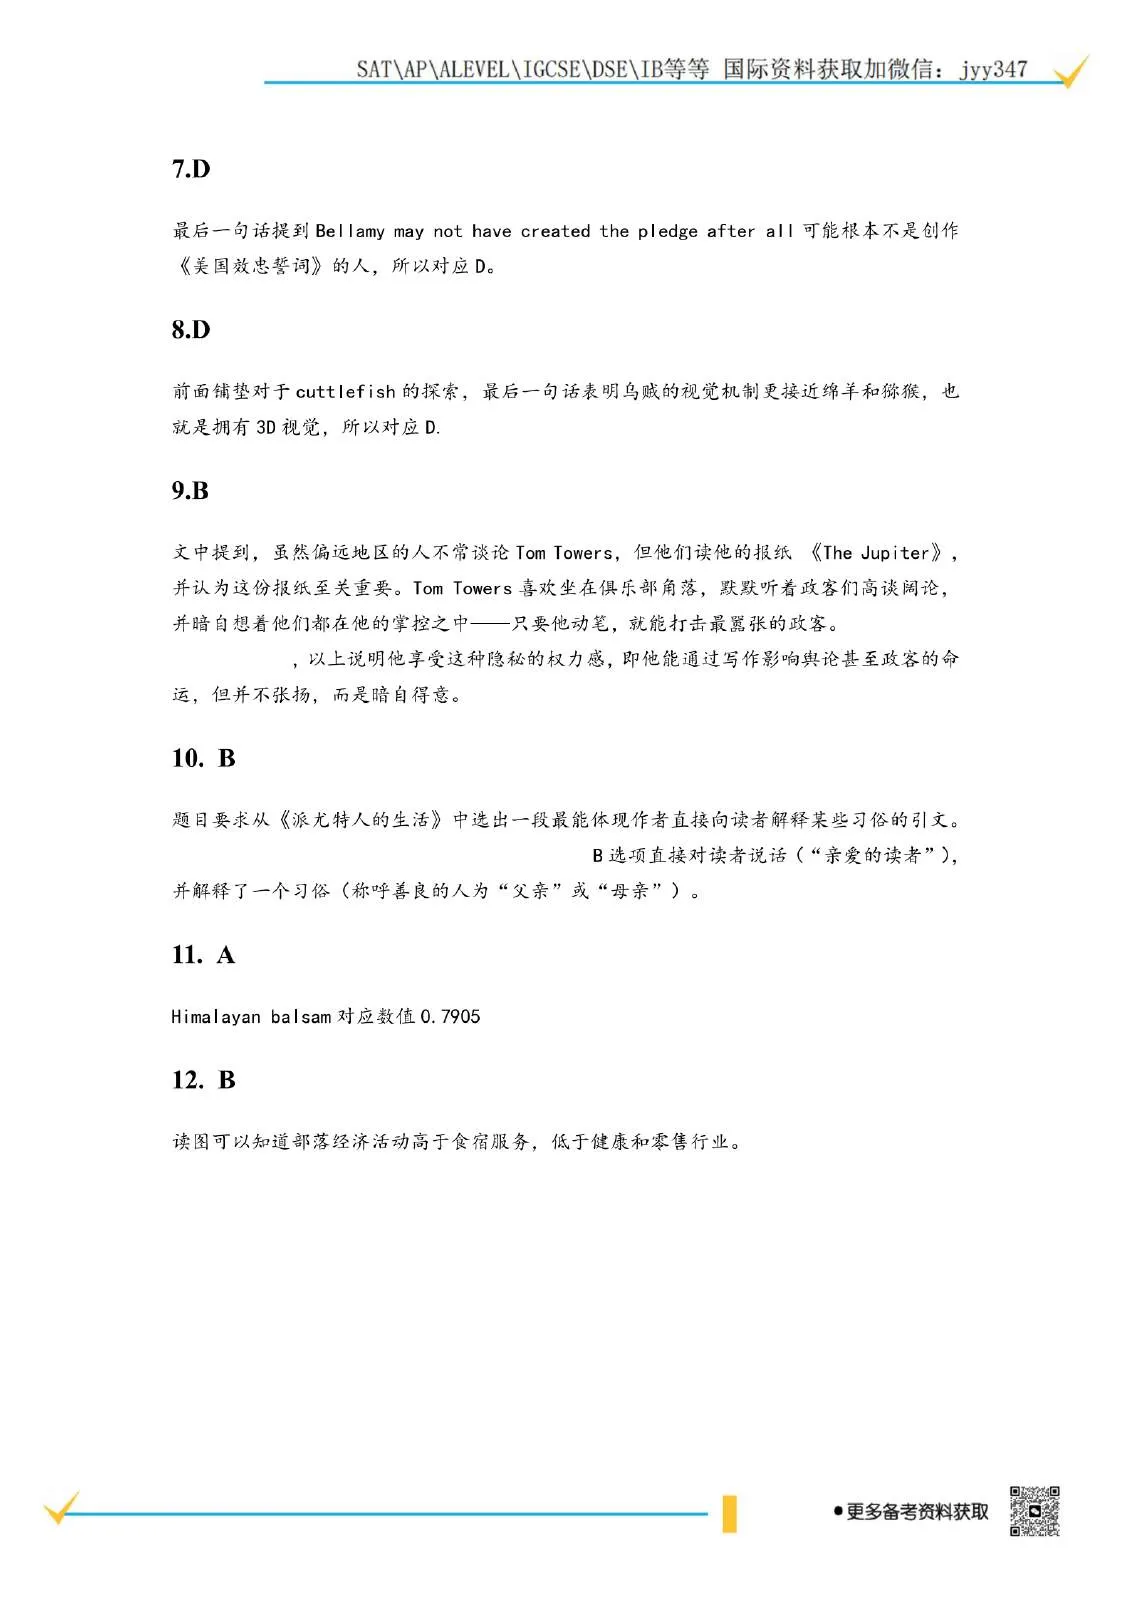 SAT\AP\ALEVEL\IGCSE\DSE\IB等等 国际资料获取加微信：jyy347
7.D
最后一句话提到 Bellamy may not have created the pledge after all 可能根本不是创作
《美国效忠誓词》的人，所以对应 D。
8.D
前面铺垫对于 cuttlefish 的探索，最后一句话表明乌贼的视觉机制更接近绵羊和猕猴，也
就是拥有 3D 视觉，所以对应 D.
9.B
文中提到，虽然偏远地区的人不常谈论 Tom Towers，但他们读他的报纸 《The Jupiter》，
并认为这份报纸至关重要。Tom Towers 喜欢坐在俱乐部角落，默默听着政客们高谈阔论，
并暗自想着他们都在他的掌控之中——只要他动笔，就能打击最嚣张的政客。
，以上说明他享受这种隐秘的权力感，即他能通过写作影响舆论甚至政客的命
运，但并不张扬，而是暗自得意。
10. B
题目要求从《派尤特人的生活》中选出一段最能体现作者直接向读者解释某些习俗的引文。
B 选项直接对读者说话（“亲爱的读者”），
并解释了一个习俗（称呼善良的人为“父亲”或“母亲”）。
11. A
Himalayan balsam 对应数值 0.7905
12. B
读图可以知道部落经济活动高于食宿服务，低于健康和零售行业。
•更多备考资料获取